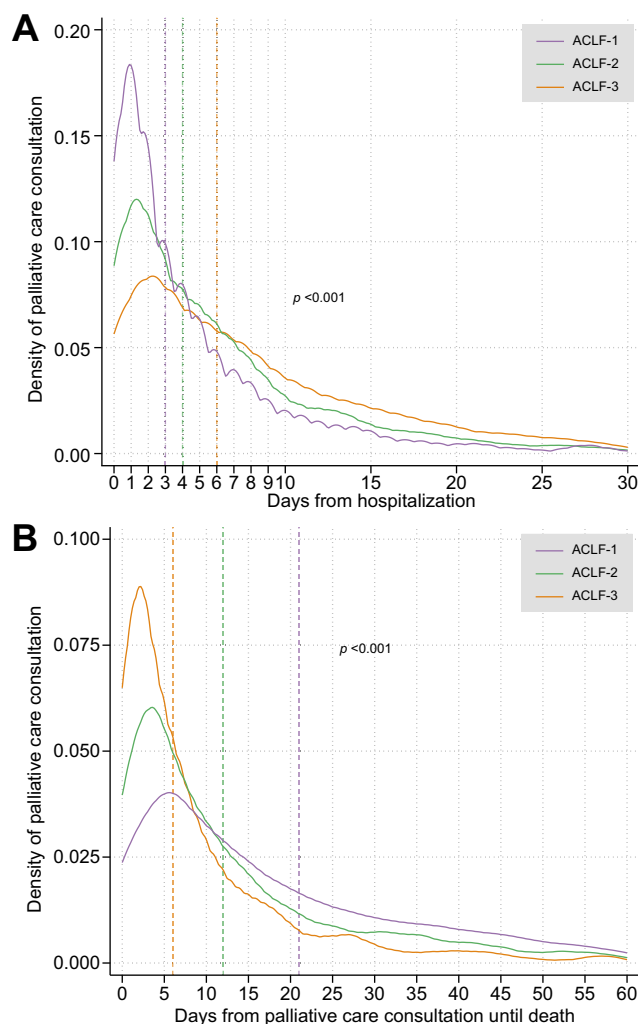 A
Density of palliative care consultation
0.20
0.15
0.10
0.05
0.00
ACLF-1
ACLF-2
ACLF-3
p <0.001
0 1 2 3 4 5 6 7 8 9 10 15 20 25 30
Days from hospitalization
B
Density of palliative care consultation
0.100
0.075
0.050
0.025
0.000
ACLF-1
ACLF-2
ACLF-3
p <0.001
0 5 10 15 20 25 30 35 40 45 50 55 60
Days from palliative care consultation until death